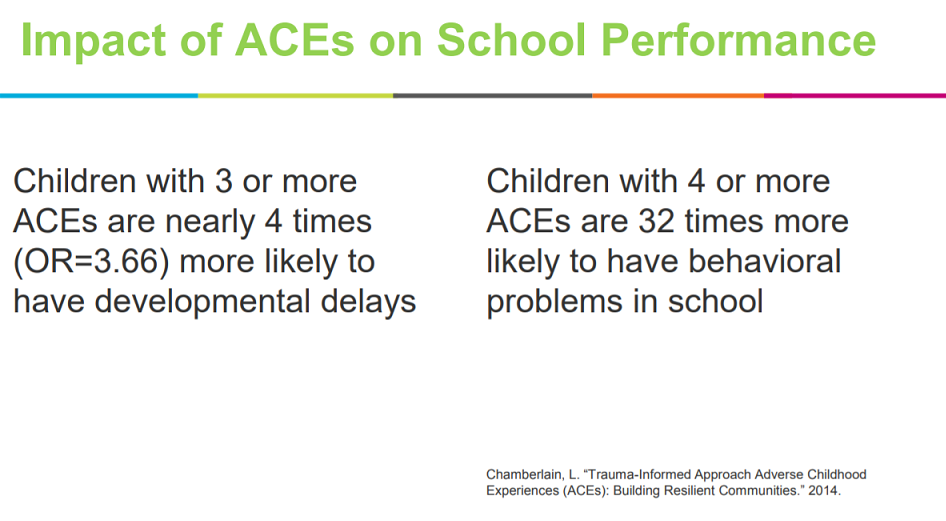 Impact of ACEs on School Performance
Children with 3 or more
ACEs are nearly 4 times
(OR=3.66) more likely to
have developmental delays
Children with 4 or more
ACEs are 32 times more
likely to have behavioral
problems in school
Chamberlain, L. “Trauma-Informed Approach Adverse Childhood
Experiences (ACEs): Building Resilient Communities.” 2014.